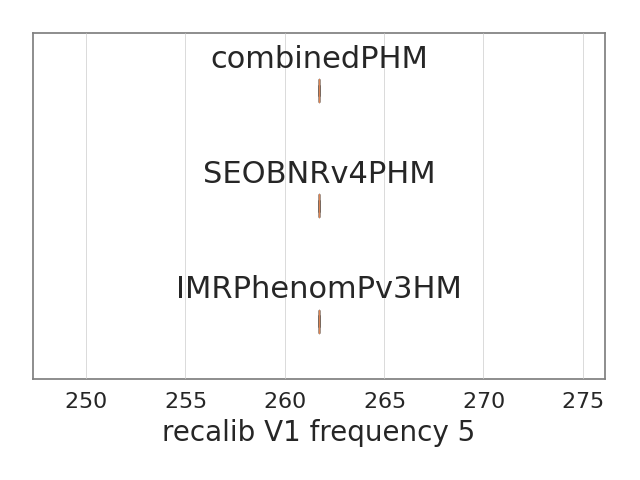 combinedPHM
SEOBNRv4PHM
IMRPhenomPv3HM
250 255 260 265 270 275
recalib V1 frequency 5